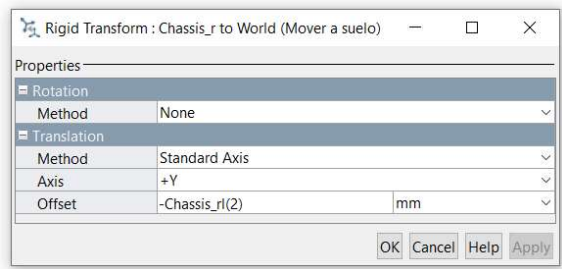 Rigid Transform : Chassis_r to World (Mover a suelo)
Properties
Rotation
Method None
Translation
Method Standard Axis
Axis +Y
Offset -Chassis_rl(2) mm
OK Cancel Help Apply